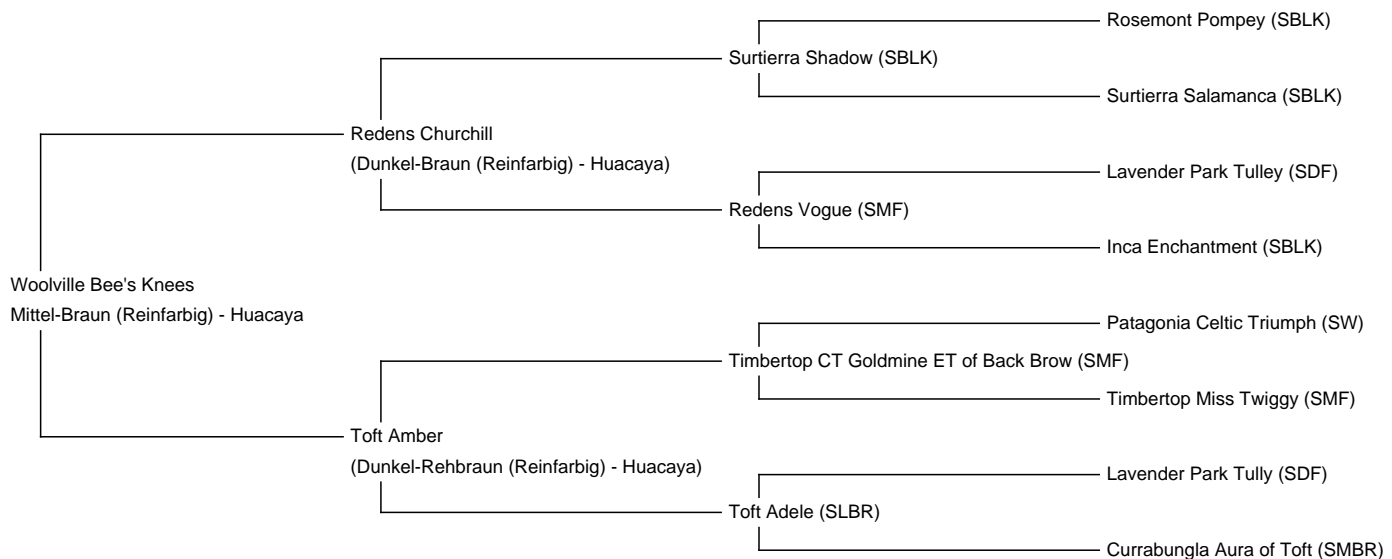 Rosemont Pompey (SBLK)
Surtierra Shadow (SBLK)
Surtierra Salamanca (SBLK)
Redens Churchill
(Dunkel-Braun (Reinfarbig) - Huacaya)
Lavender Park Tulley (SDF)
Redens Vogue (SMF)
Inca Enchantment (SBLK)
Woolville Bee's Knees
Mittel-Braun (Reinfarbig) - Huacaya
Patagonia Celtic Triumph (SW)
Timbertop CT Goldmine ET of Back Brow (SMF)
Timbertop Miss Twiggy (SMF)
Toft Amber
(Dunkel-Rehbraun (Reinfarbig) - Huacaya)
Lavender Park Tully (SDF)
Toft Adele (SLBR)
Currabungla Aura of Toft (SMBR)